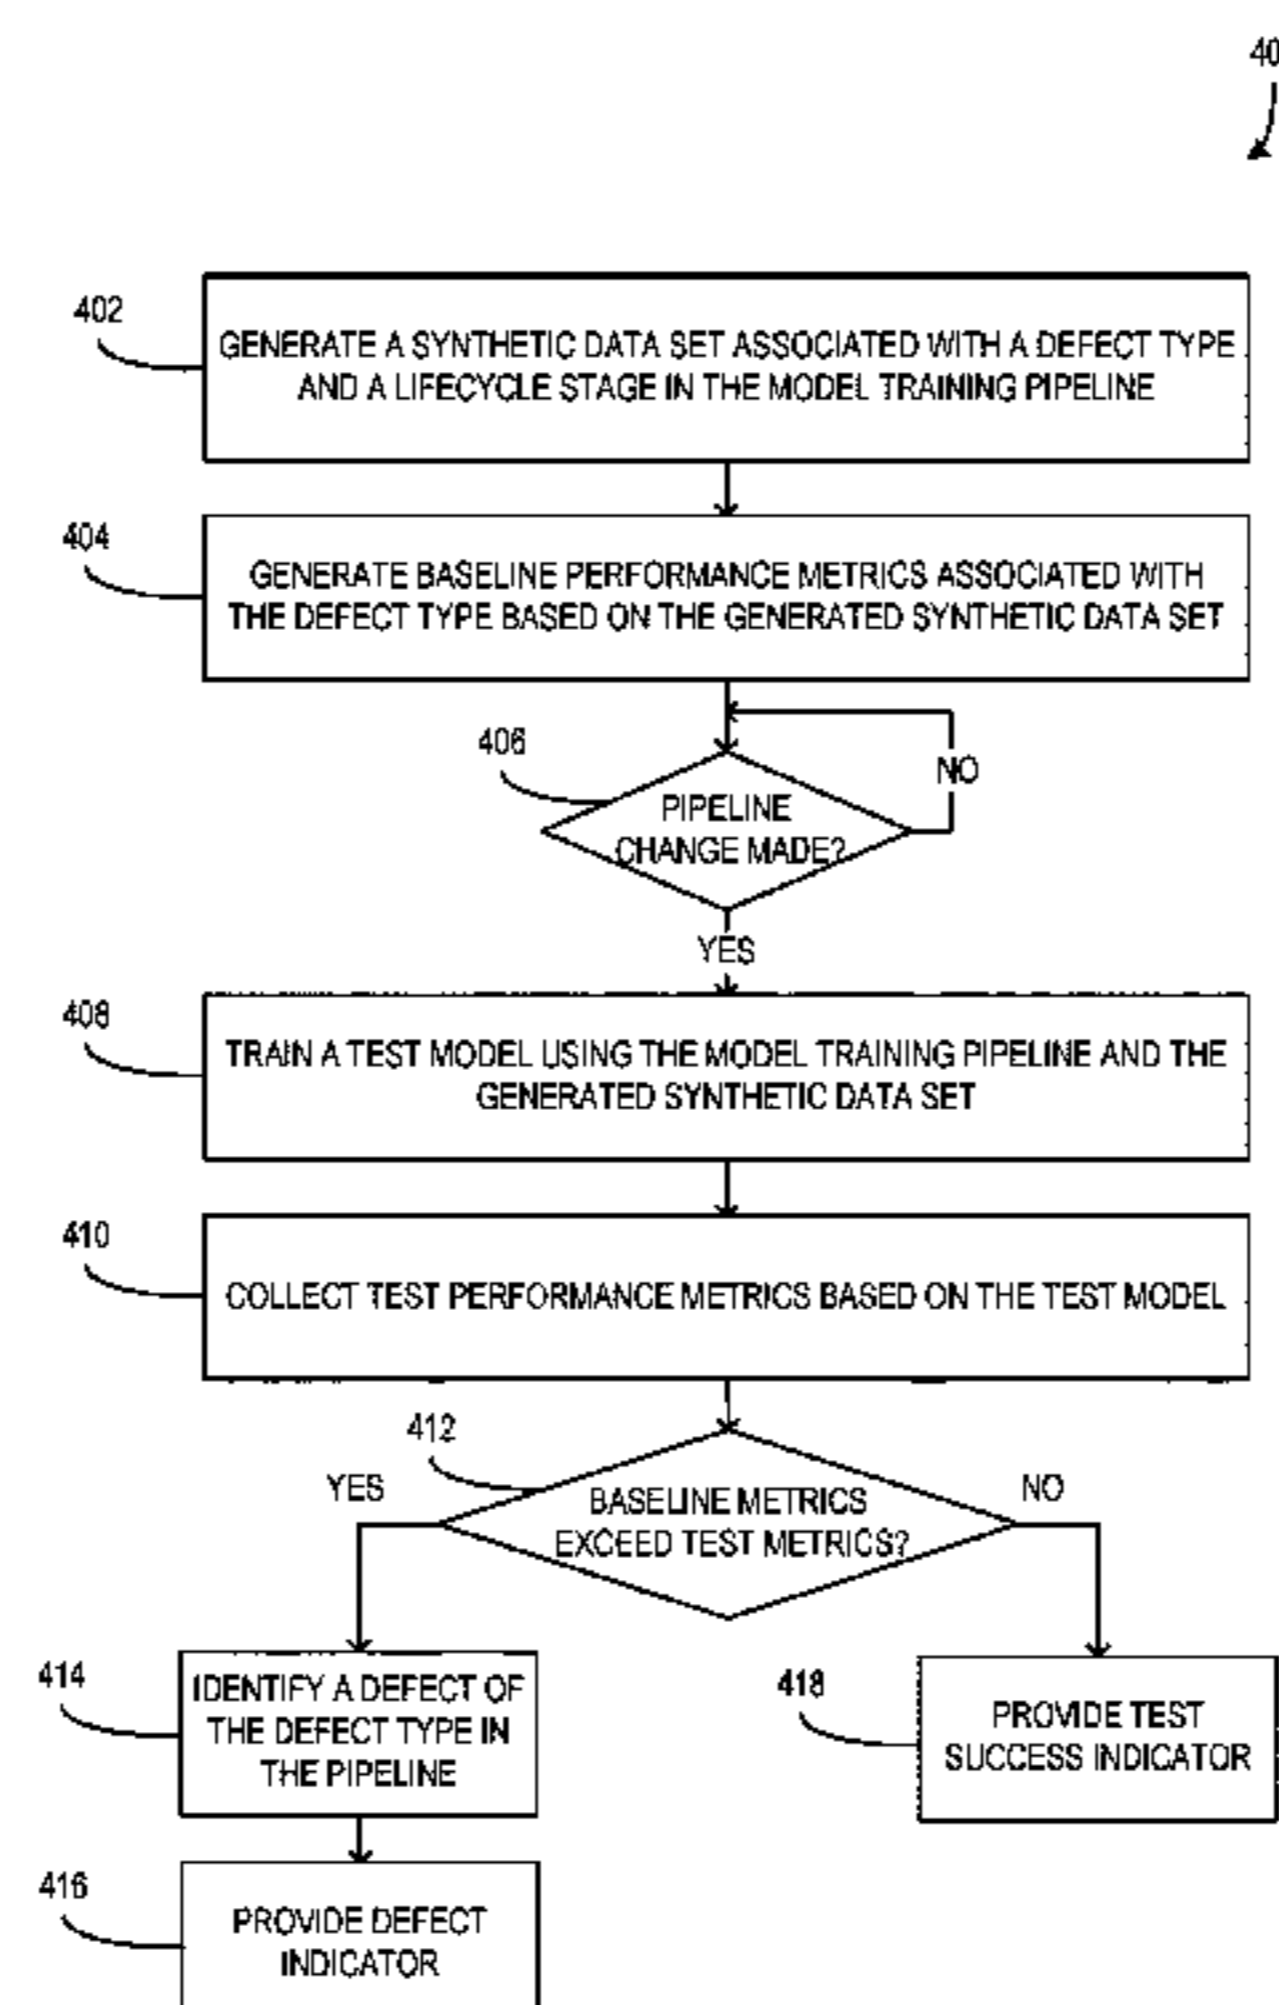 40
402
GENERATE A SYNTHETIC DATA SET ASSOCIATED WITH A DEFECT TYPE
AND A LIFECYCLE STAGE IN THE MODEL TRAINING PIPELINE
404
GENERATE BASELINE PERFORMANCE METRICS ASSOCIATED WITH
THE DEFECT TYPE BASED ON THE GENERATED SYNTHETIC DATA SET
406
NO
PIPELINE
CHANGE MADE?
YES
408
TRAIN A TEST MODEL USING THE MODEL TRAINING PIPELINE AND THE
GENERATED SYNTHETIC DATA SET
410
COLLECT TEST PERFORMANCE METRICS BASED ON THE TEST MODEL
412
YES
NO
BASELINE METRICS
EXCEED TEST METRICS?
414
IDENTIFY A DEFECT OF
THE DEFECT TYPE IN
THE PIPELINE
418
PROVIDE TEST
SUCCESS INDICATOR
416
PROVIDE DEFECT
INDICATOR